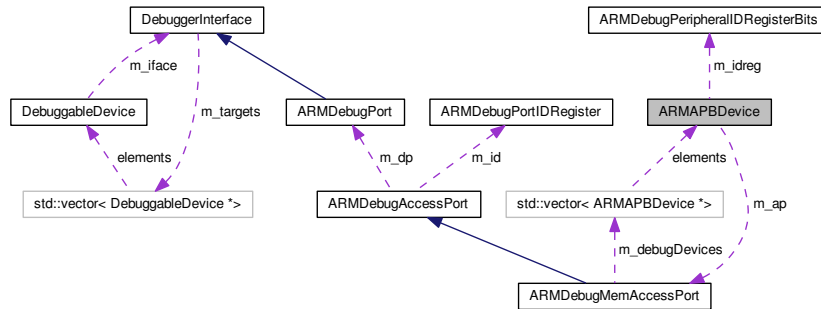 DebuggerInterface
ARMDebugPeripheralIDRegisterBits
m_iface
m_idreg
m_targets
DebuggableDevice
ARMDebugPort
ARMDebugPortIDRegister
ARMAPBDevice
elements
m_dp
m_id
elements
std::vector< DebuggableDevice *>
ARMDebugAccessPort
std::vector< ARMAPBDevice *>
m_ap
m_debugDevices
ARMDebugMemAccessPort